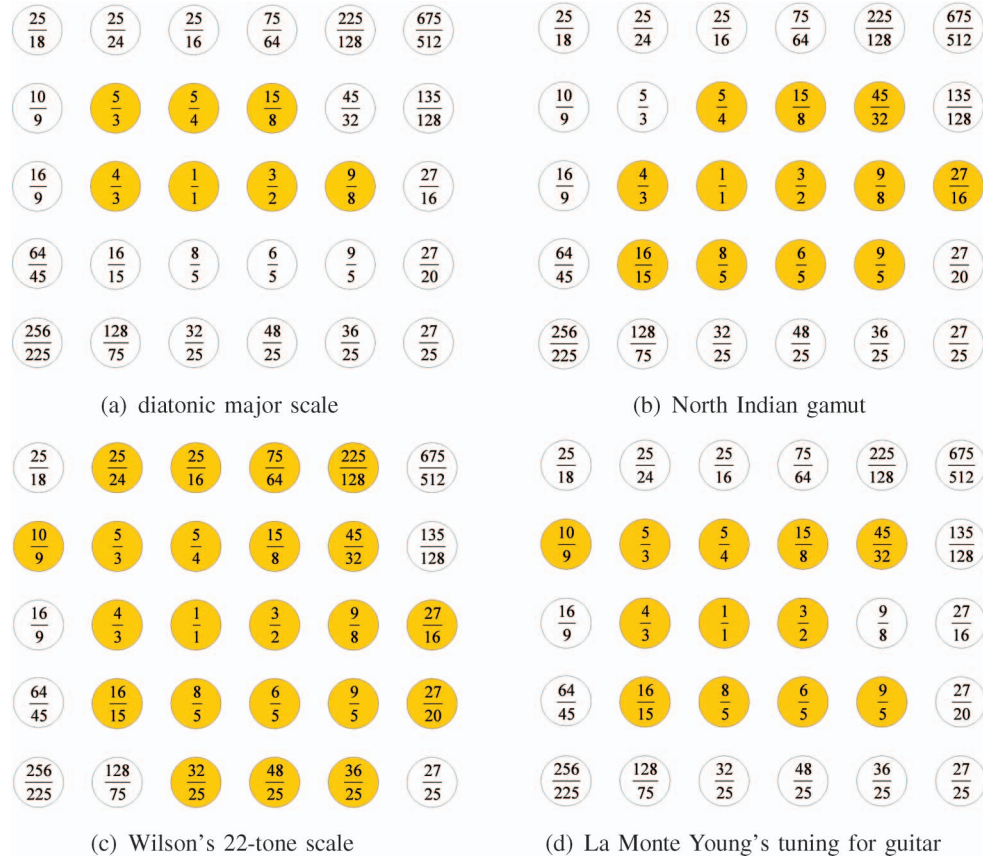 25/18 25/24 25/16 75/64 225/128 675/512
10/9 5/3 5/4 15/8 45/32 135/128
16/9 4/3 1/1 3/2 9/8 27/16
64/45 16/15 8/5 6/5 9/5 27/20
256/225 128/75 32/25 48/25 36/25 27/25
(a) diatonic major scale
25/18 25/24 25/16 75/64 225/128 675/512
10/9 5/3 5/4 15/8 45/32 135/128
16/9 4/3 1/1 3/2 9/8 27/16
64/45 16/15 8/5 6/5 9/5 27/20
256/225 128/75 32/25 48/25 36/25 27/25
(b) North Indian gamut
25/18 25/24 25/16 75/64 225/128 675/512
10/9 5/3 5/4 15/8 45/32 135/128
16/9 4/3 1/1 3/2 9/8 27/16
64/45 16/15 8/5 6/5 9/5 27/20
256/225 128/75 32/25 48/25 36/25 27/25
(c) Wilson's 22-tone scale
25/18 25/24 25/16 75/64 225/128 675/512
10/9 5/3 5/4 15/8 45/32 135/128
16/9 4/3 1/1 3/2 9/8 27/16
64/45 16/15 8/5 6/5 9/5 27/20
256/225 128/75 32/25 48/25 36/25 27/25
(d) La Monte Young's tuning for guitar